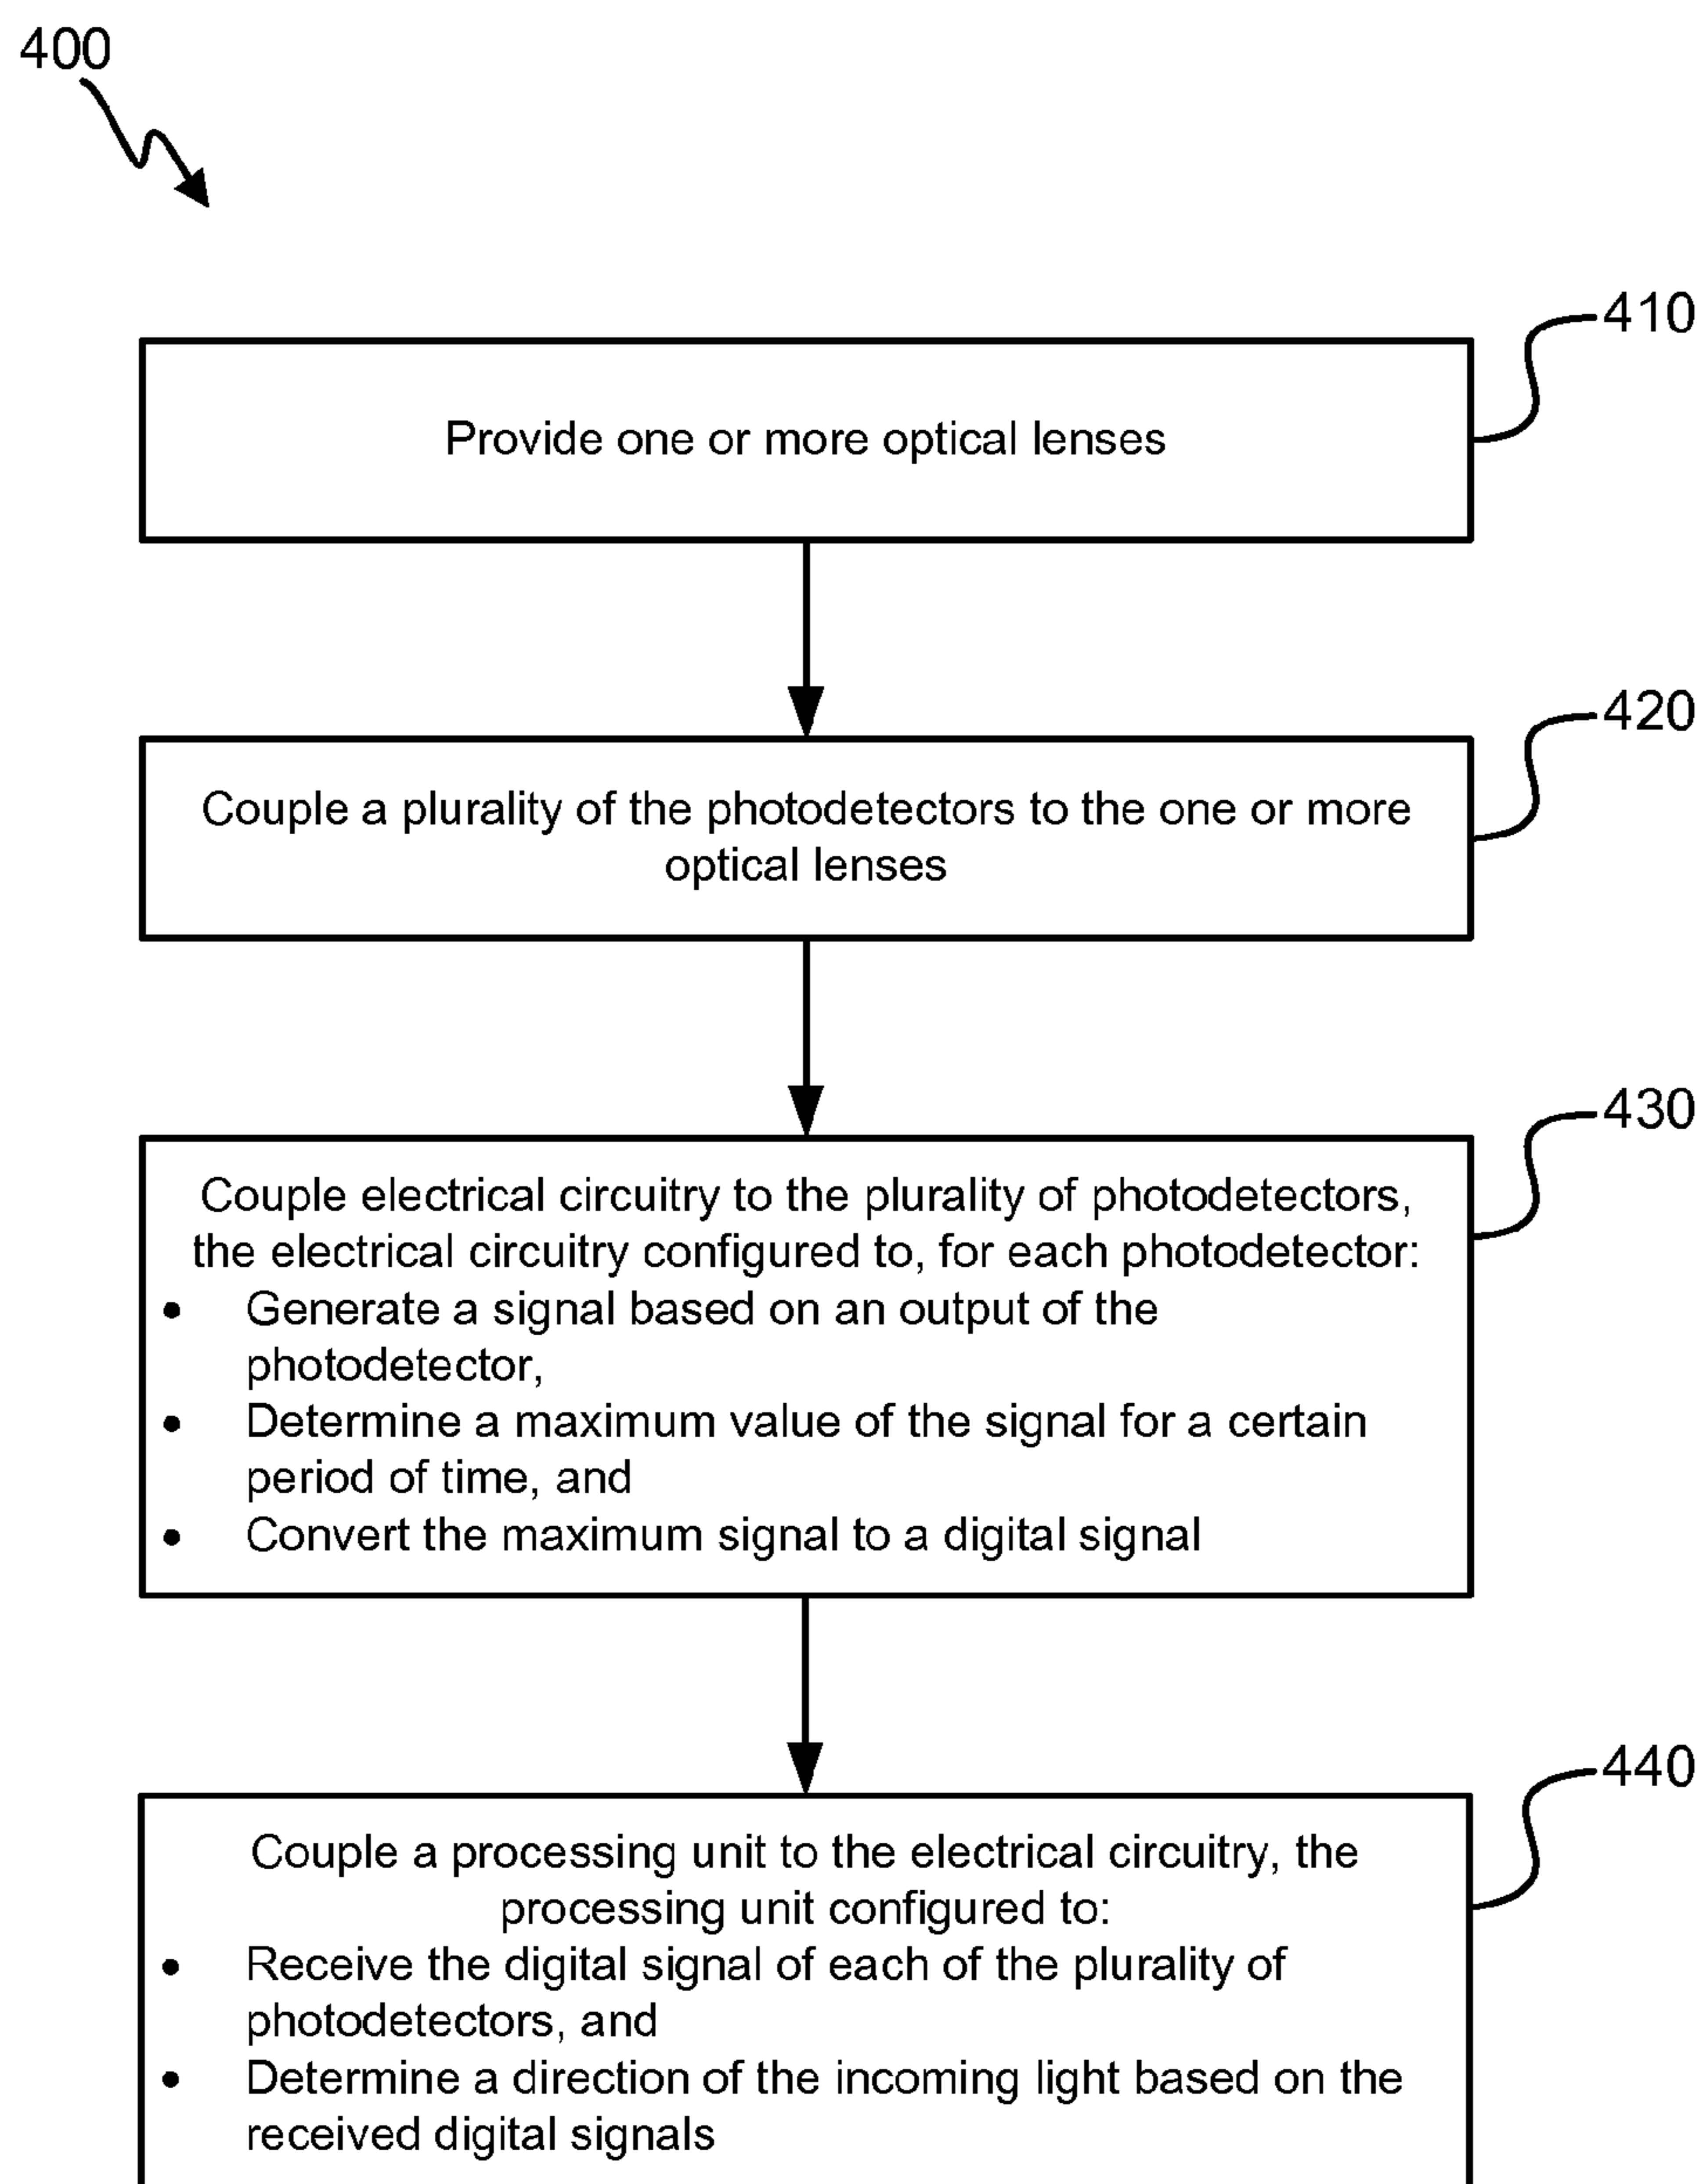 400
410
Provide one or more optical lenses
420
Couple a plurality of the photodetectors to the one or more
optical lenses
430
Couple electrical circuitry to the plurality of photodetectors,
the electrical circuitry configured to, for each photodetector:
• Generate a signal based on an output of the
photodetector,
• Determine a maximum value of the signal for a certain
period of time, and
• Convert the maximum signal to a digital signal
440
Couple a processing unit to the electrical circuitry, the
processing unit configured to:
• Receive the digital signal of each of the plurality of
photodetectors, and
• Determine a direction of the incoming light based on the
received digital signals